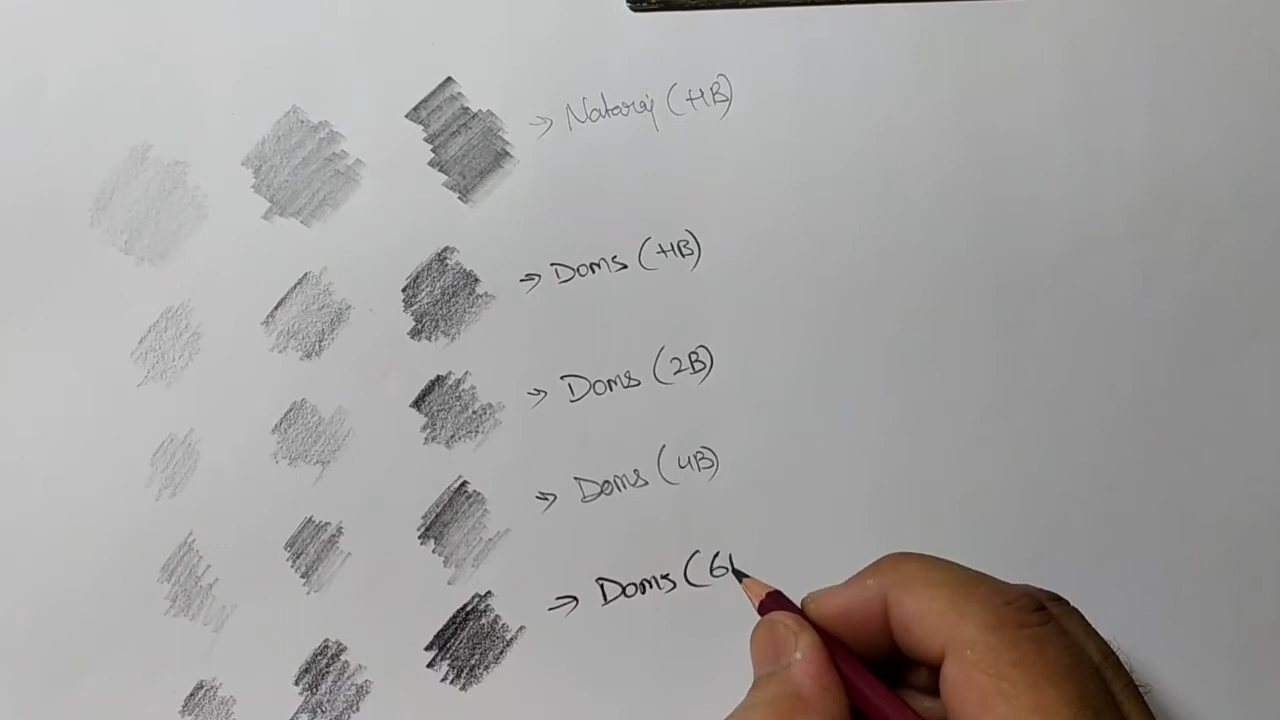 → Nataraj (HB)
→ Doms (HB)
→ Doms (2B)
→ Doms (4B)
→ Doms (6